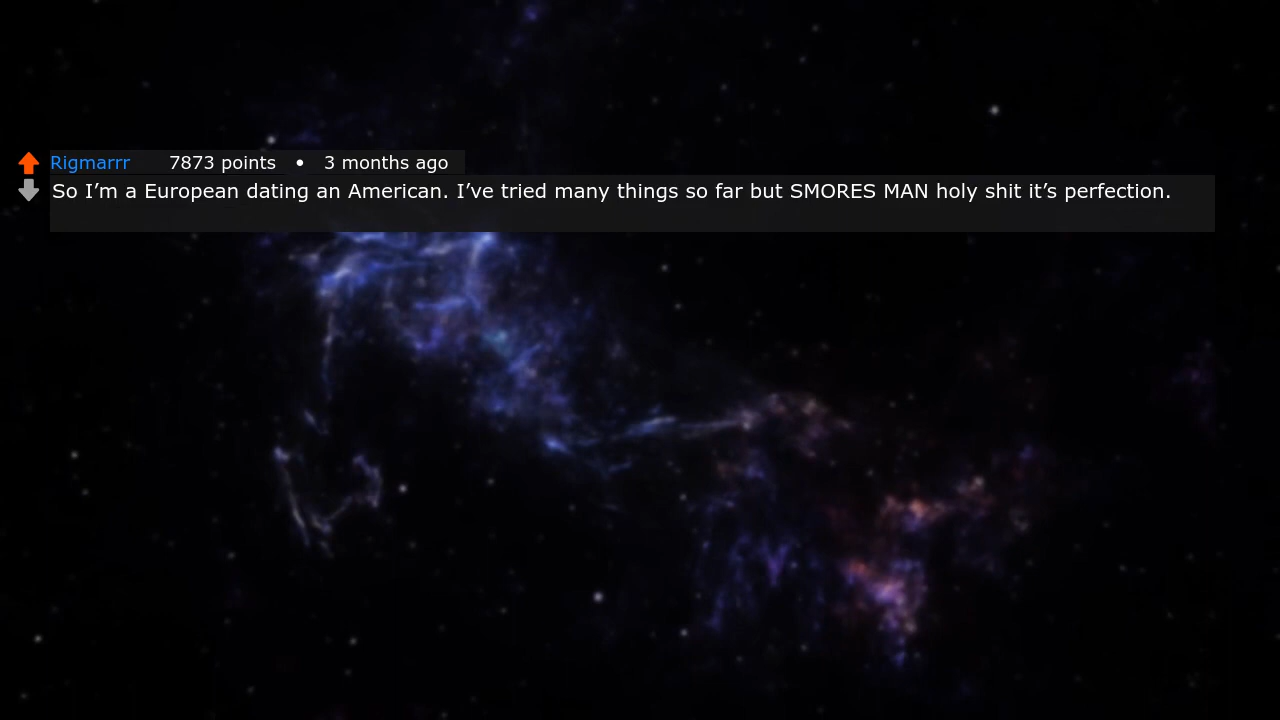 Rigmarrr 7873 points • 3 months ago
So I’m a European dating an American. I’ve tried many things so far but SMORES MAN holy shit it’s perfection.